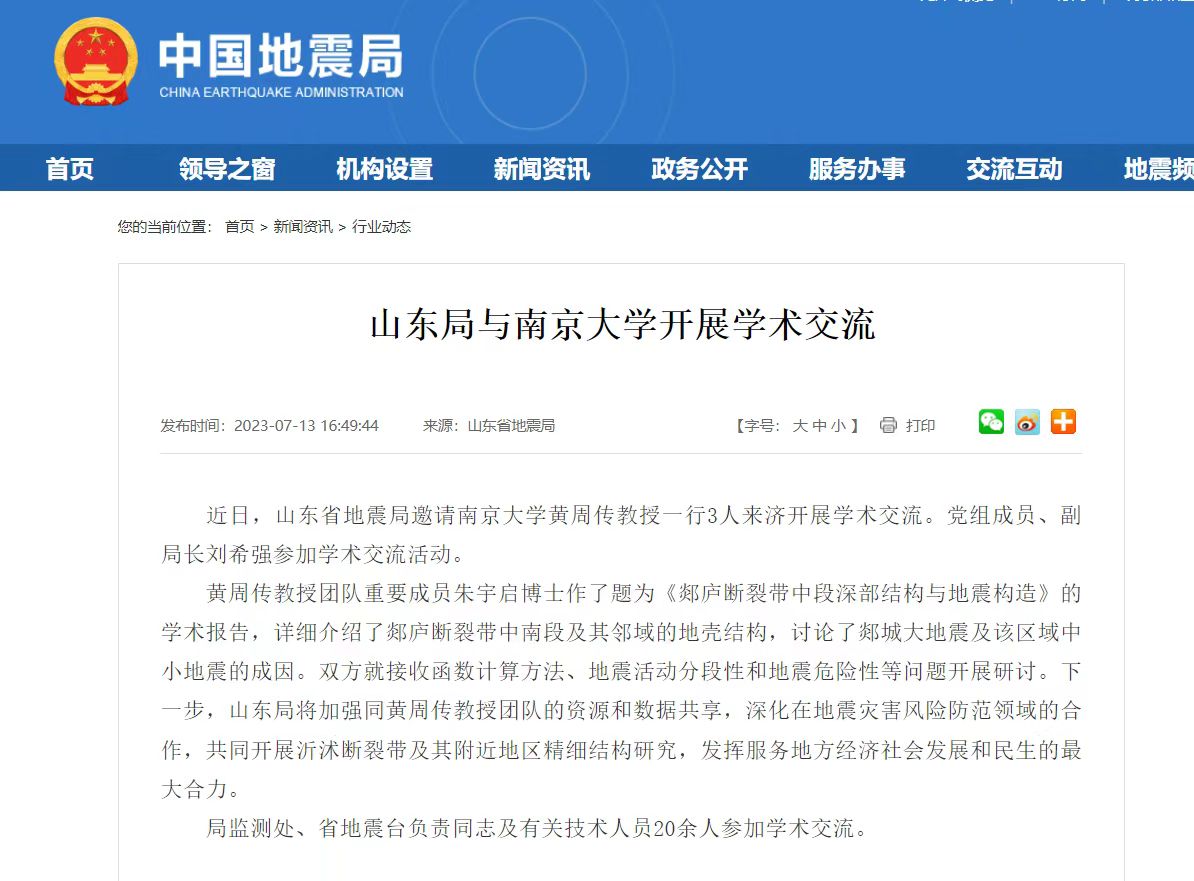 中国地震局
CHINA EARTHQUAKE ADMINISTRATION
首页 领导之窗 机构设置 新闻资讯 政务公开 服务办事 交流互动 地震频
您的当前位置： 首页 > 新闻资讯 > 行业动态
山东局与南京大学开展学术交流
发布时间：2023-07-13 16:49:44 来源：山东省地震局 【字号： 大 中 小 】 打印
近日，山东省地震局邀请南京大学黄周传教授一行3人来济开展学术交流。党组成员、副
局长刘希强参加学术交流活动。
黄周传教授团队重要成员朱宇启博士作了题为《郯庐断裂带中段深部结构与地震构造》的
学术报告，详细介绍了郯庐断裂带中南段及其邻域的地壳结构，讨论了郯城大地震及该区域中
小地震的成因。双方就接收函数计算方法、地震活动分段性和地震危险性等问题开展研讨。下
一步，山东局将加强同黄周传教授团队的资源和数据共享，深化在地震灾害风险防范领域的合
作，共同开展沂沭断裂带及其附近地区精细结构研究，发挥服务地方经济社会发展和民生的最
大合力。
局监测处、省地震台负责同志及有关技术人员20余人参加学术交流。